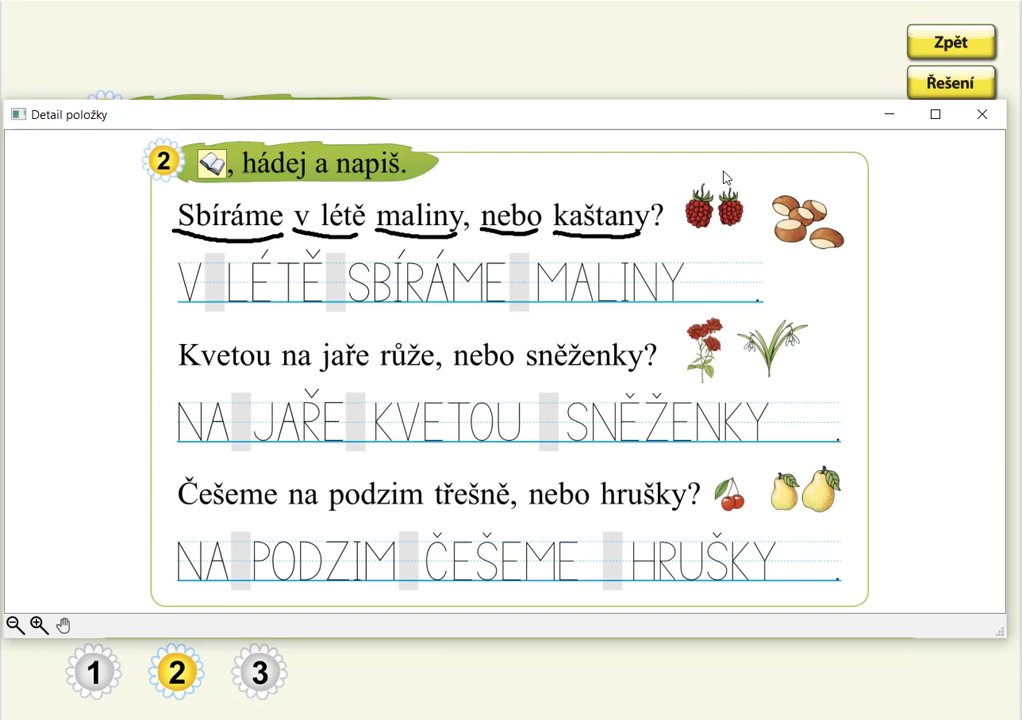 Zpět
Řešení
Detail položky
2 , hádej a napiš.
Sbíráme v létě maliny, nebo kaštany?
V LÉTĚ SBÍRÁME MALINY .
Kvetou na jaře růže, nebo sněženky?
NA JAŘE KVETOU SNĚŽENKY .
Češeme na podzim třešně, nebo hrušky?
NA PODZIM ČEŠEME HRUŠKY .
1 2 3